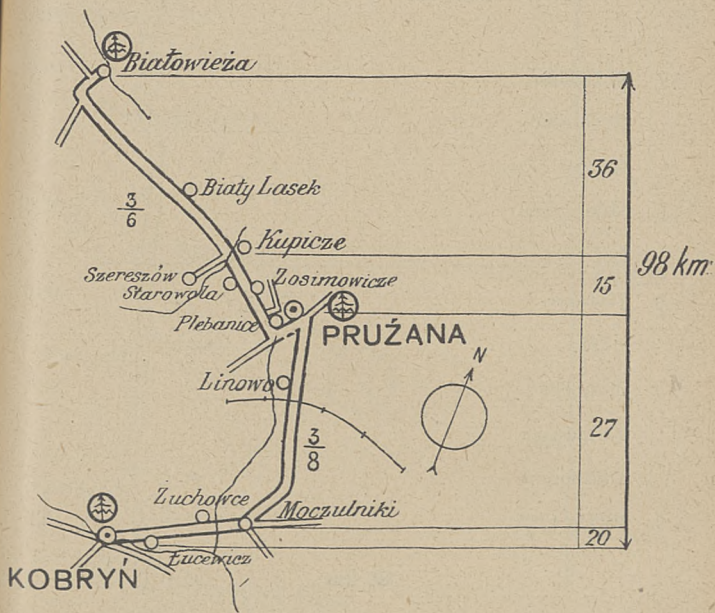 Białowieża
36
Biały Lasek
3
6
Kupicze
98 km.
Szereszów
Zosimowicze
Starowola
15
Plebanice
PRUŻANA
N
Linowo
3
8
27
Zuchowce
Moczulniki
20
Łucewicz
KOBRYŃ